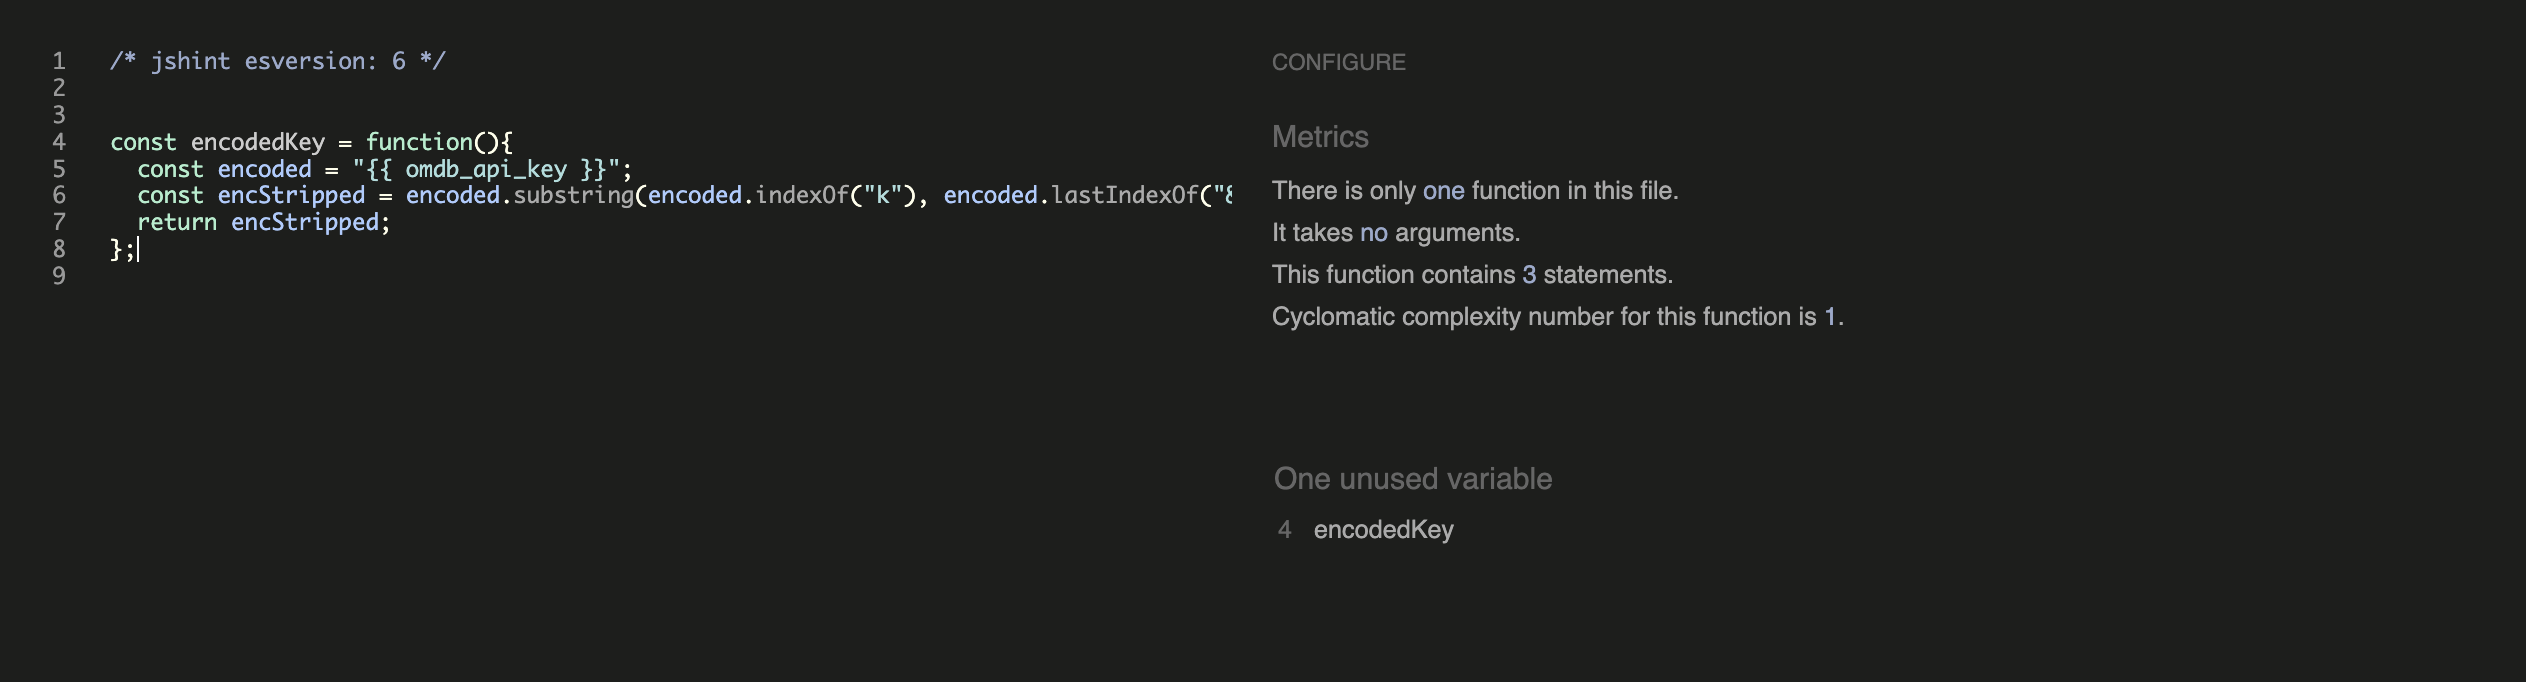 1 /* jshint esversion: 6 */
2
3
4 const encodedKey = function(){
5 const encoded = "{{ omdb_api_key }}";
6 const encStripped = encoded.substring(encoded.indexOf("k"), encoded.lastIndexOf("&
7 return encStripped;
8 };
9
CONFIGURE
Metrics
There is only one function in this file.
It takes no arguments.
This function contains 3 statements.
Cyclomatic complexity number for this function is 1.
One unused variable
4 encodedKey